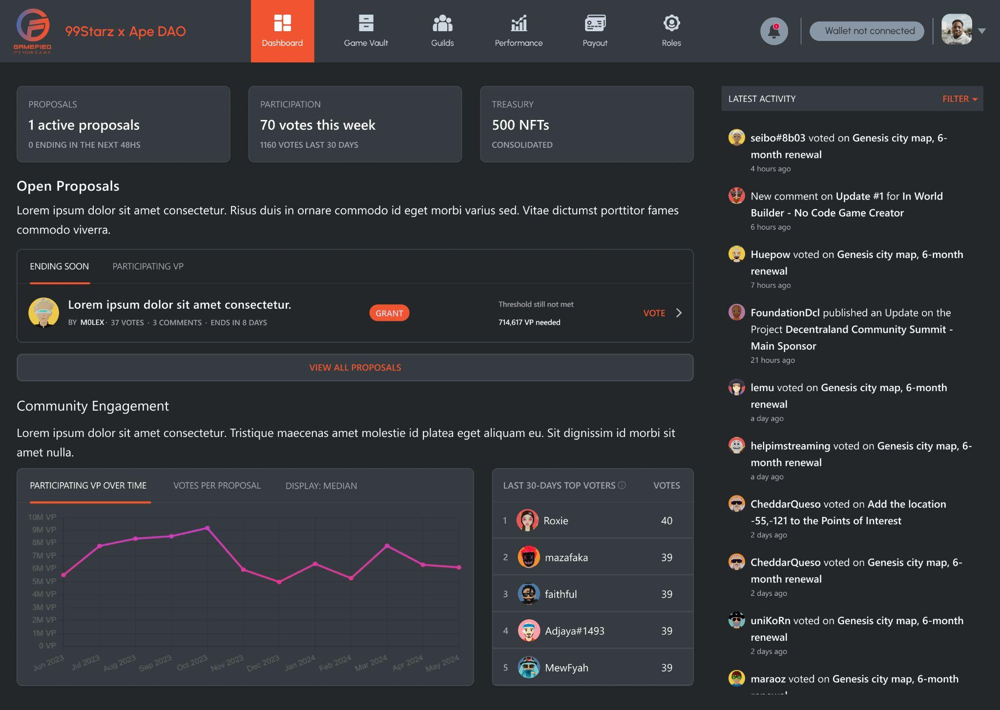 GAMEFIED
IT'S YOUR G.A.M.E.
99Starz x Ape DAO
Dashboard
Game Vault
Guilds
Performance
Payout
Roles
1
Wallet not connected
PROPOSALS
1 active proposals
0 ENDING IN THE NEXT 48HS
PARTICIPATION
70 votes this week
1160 VOTES LAST 30 DAYS
TREASURY
500 NFTs
CONSOLIDATED
Open Proposals
Lorem ipsum dolor sit amet consectetur. Risus duis in ornare commodo id eget morbi varius sed. Vitae dictumst porttitor fames
commodo viverra.
ENDING SOON
PARTICIPATING VP
Lorem ipsum dolor sit amet consectetur.
BY M0LEX · 37 VOTES · 3 COMMENTS · ENDS IN 8 DAYS
GRANT
Threshold still not met
714,617 VP needed
VOTE
VIEW ALL PROPOSALS
Community Engagement
Lorem ipsum dolor sit amet consectetur. Tristique maecenas amet molestie id platea eget aliquam eu. Sit dignissim id morbi sit
amet nulla.
PARTICIPATING VP OVER TIME
VOTES PER PROPOSAL
DISPLAY: MEDIAN
10M VP
9M VP
8M VP
7M VP
6M VP
5M VP
4M VP
3M VP
2M VP
1M VP
0 VP
Jun 2023
Jul 2023
Aug 2023
Sep 2023
Oct 2023
Nov 2023
Dec 2023
Jan 2024
Feb 2024
Mar 2024
Apr 2024
May 2024
LAST 30-DAYS TOP VOTERS
VOTES
1 Roxie 40
2 mazafaka 39
3 faithful 39
4 Adjaya#1493 39
5 MewFyah 39
LATEST ACTIVITY
FILTER
seibo#8b03 voted on Genesis city map, 6-
month renewal
4 hours ago
New comment on Update #1 for In World
Builder - No Code Game Creator
6 hours ago
Huepow voted on Genesis city map, 6-month
renewal
7 hours ago
FoundationDcl published an Update on the
Project Decentraland Community Summit -
Main Sponsor
21 hours ago
lemu voted on Genesis city map, 6-month
renewal
a day ago
helpimstreaming voted on Genesis city map, 6-
month renewal
a day ago
CheddarQueso voted on Add the location
-55,-121 to the Points of Interest
2 days ago
CheddarQueso voted on Genesis city map, 6-
month renewal
2 days ago
uniKoRn voted on Genesis city map, 6-month
renewal
2 days ago
maraoz voted on Genesis city map, 6-month
renewal